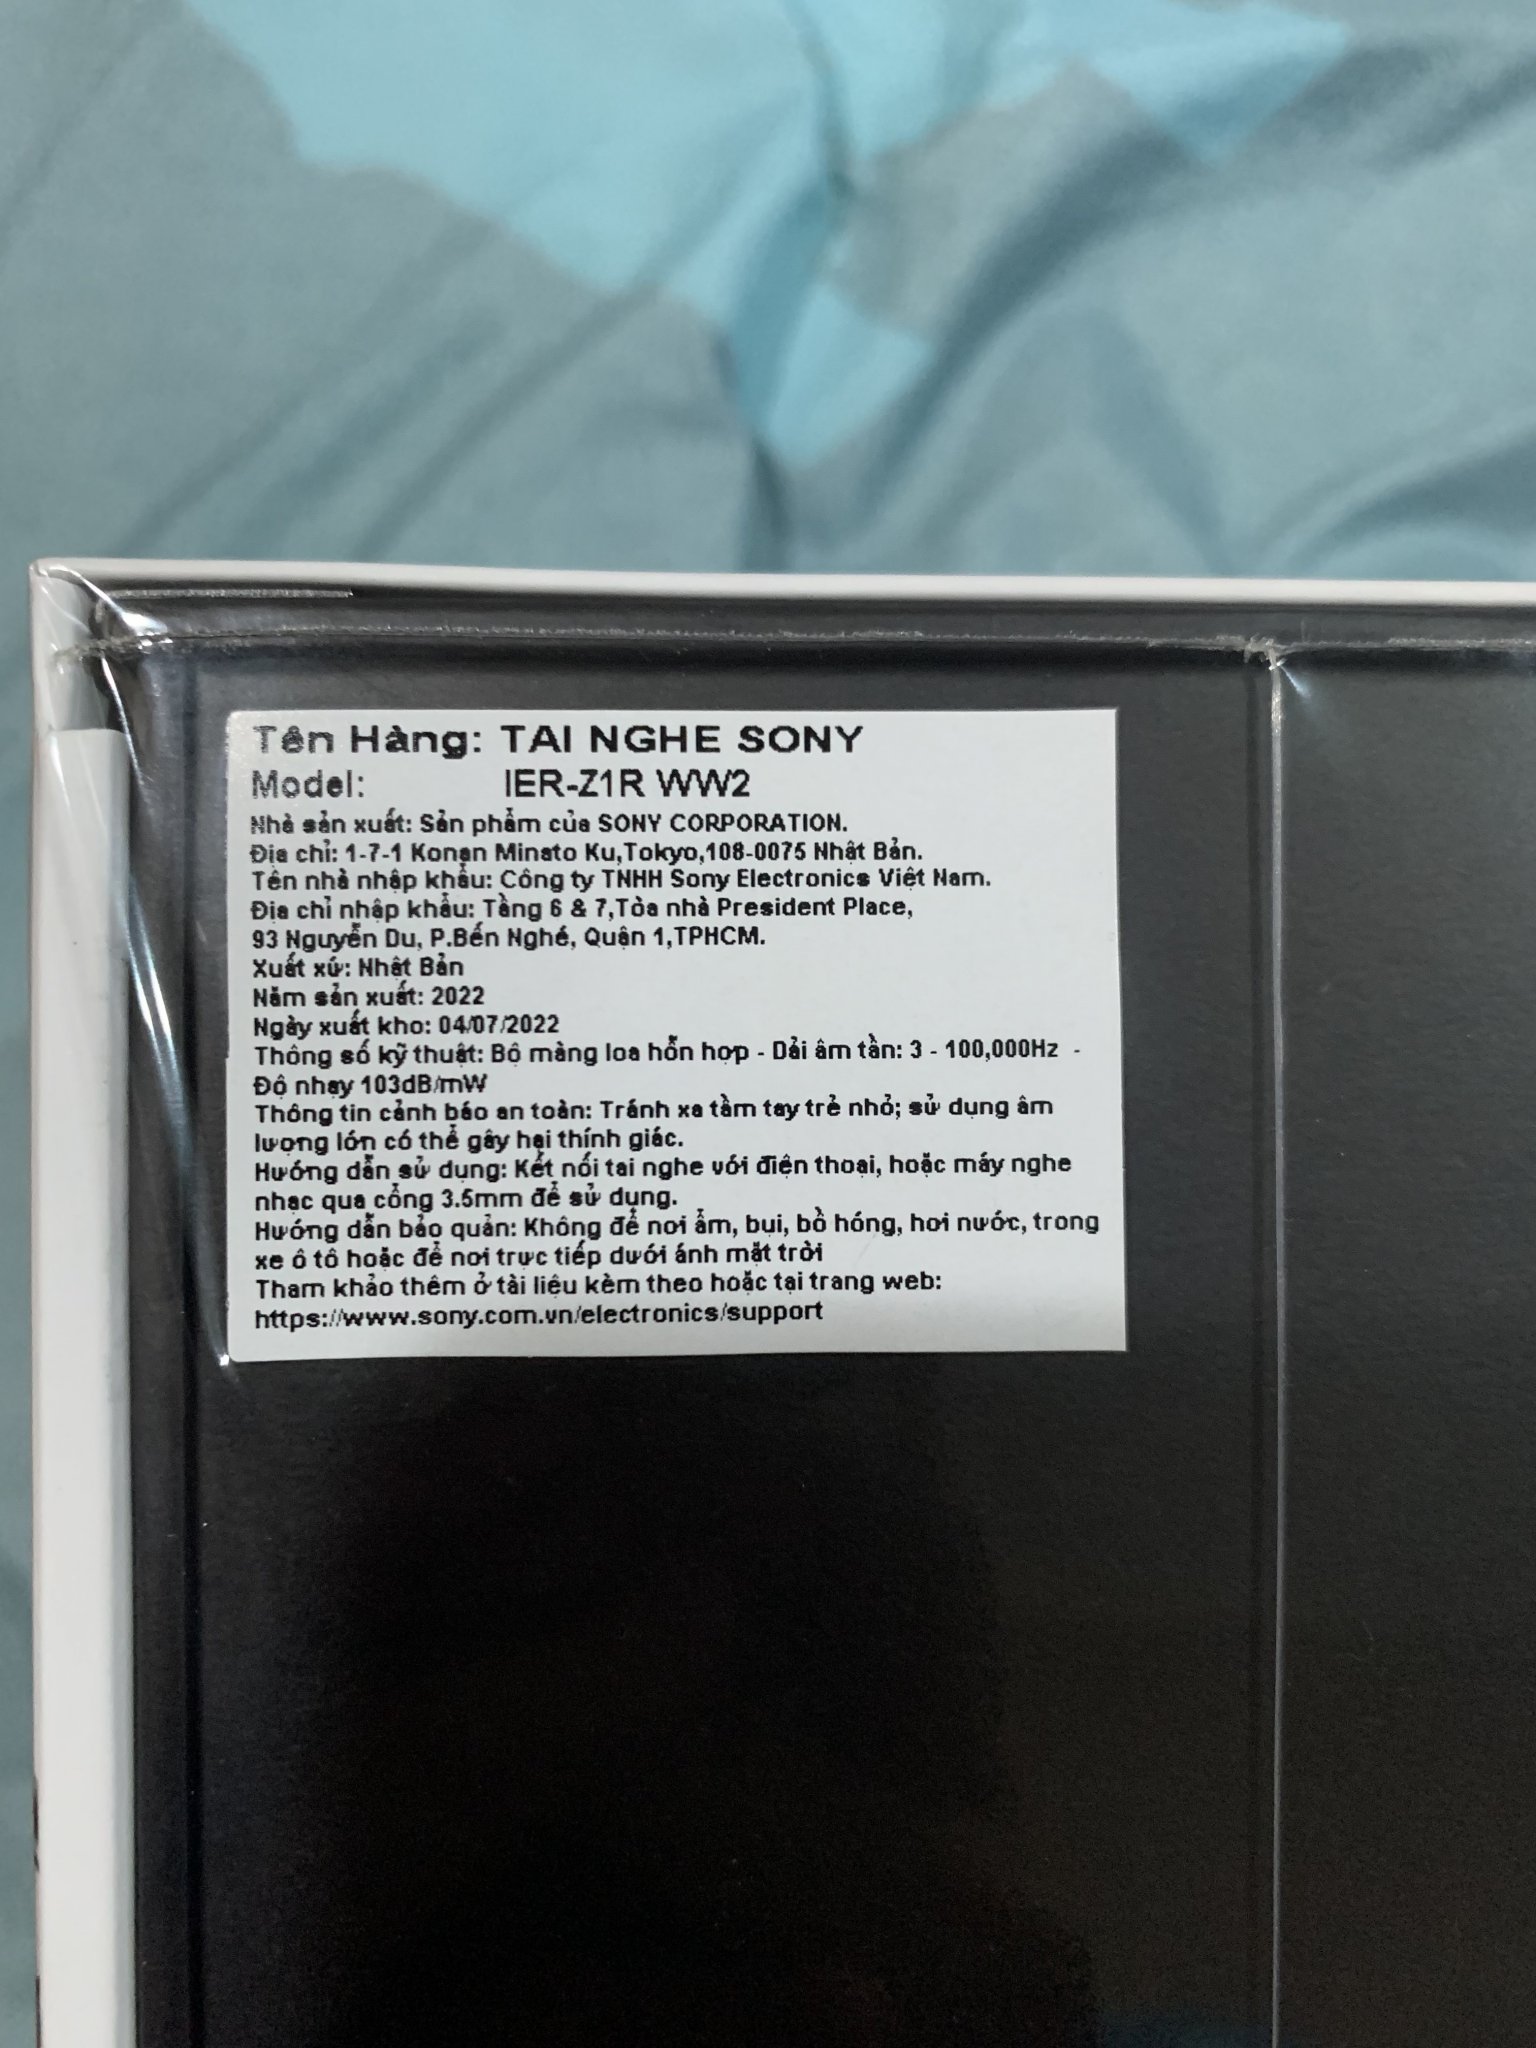 Tên Hàng: TAI NGHE SONY
Model: IER-Z1R WW2
Nhà sản xuất: Sản phẩm của SONY CORPORATION.
Địa chỉ: 1-7-1 Konan Minato Ku,Tokyo,108-0075 Nhật Bản.
Tên nhà nhập khẩu: Công ty TNHH Sony Electronics Việt Nam.
Địa chỉ nhập khẩu: Tầng 6 & 7,Tòa nhà President Place,
93 Nguyễn Du, P.Bến Nghé, Quận 1,TPHCM.
Xuất xứ: Nhật Bản
Năm sản xuất: 2022
Ngày xuất kho: 04/07/2022
Thông số kỹ thuật: Bộ màng loa hỗn hợp - Dải âm tần: 3 - 100,000Hz -
Độ nhạy 103dB/mW
Thông tin cảnh báo an toàn: Tránh xa tầm tay trẻ nhỏ; sử dụng âm
lượng lớn có thể gây hại thính giác.
Hướng dẫn sử dụng: Kết nối tai nghe với điện thoại, hoặc máy nghe
nhạc qua cổng 3.5mm để sử dụng.
Hướng dẫn bảo quản: Không để nơi ẩm, bụi, bồ hóng, hơi nước, trong
xe ô tô hoặc để nơi trực tiếp dưới ánh mặt trời
Tham khảo thêm ở tài liệu kèm theo hoặc tại trang web:
https://www.sony.com.vn/electronics/support